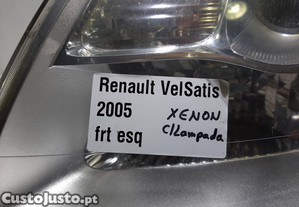 Renault VelSatis
2005 XENON
frt esq C/Lampada
CustoJusto.pt